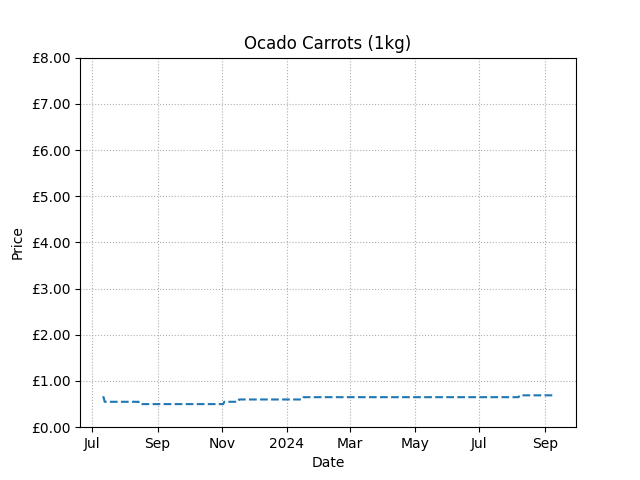 Ocado Carrots (1kg)
£8.00
£7.00
£6.00
£5.00
£4.00
£3.00
£2.00
£1.00
£0.00
Price
Jul Sep Nov 2024 Mar May Jul Sep
Date